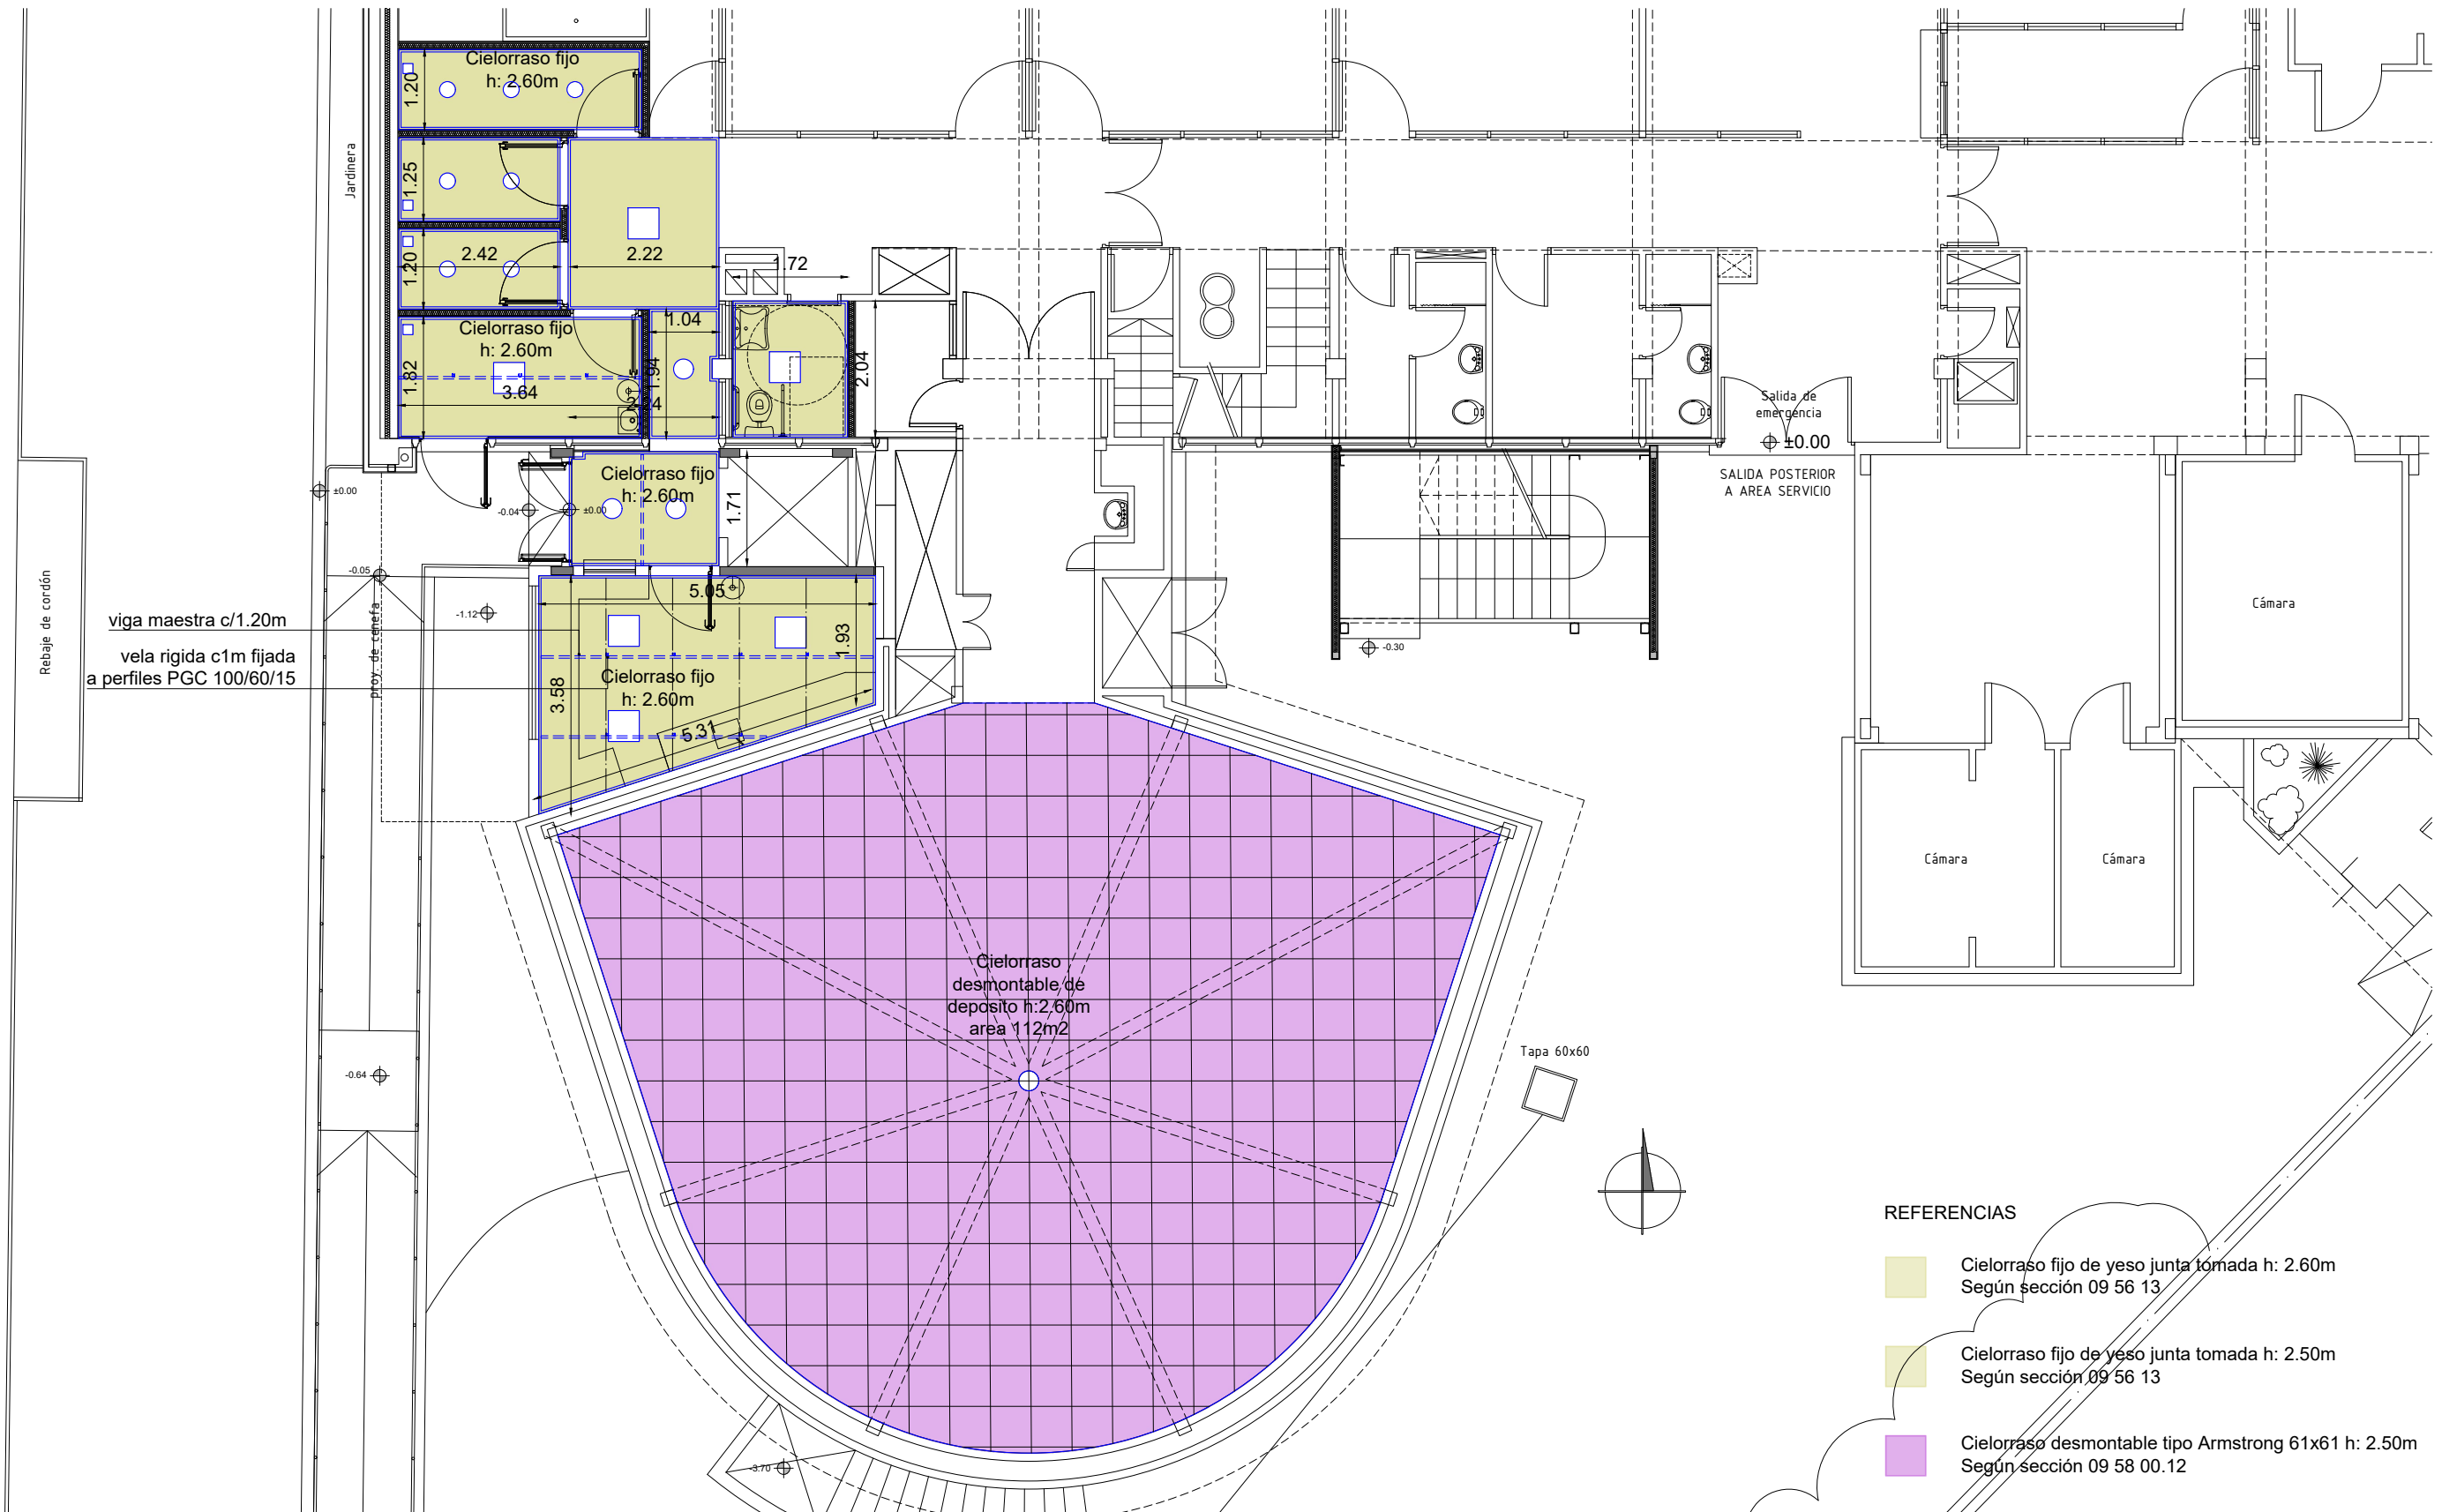 Cielorraso fijo
h: 2.60m
1.20
Jardinera
1.25
1.20
2.42
2.22
1.72
Cielorraso fijo
h: 2.60m
1.04
1.82
3.64
1.94
2.04
Salida de
emergencia
±0.00
SALIDA POSTERIOR
A AREA SERVICIO
Cielorraso fijo
h: 2.60m
±0.00
-0.04
±0.00
1.71
-0.05
-1.12
5.05
Rebaje de cordón
proy. de cenefa
viga maestra c/1.20m
vela rigida c1m fijada
a perfiles PGC 100/60/15
1.93
-0.30
Cámara
Cielorraso fijo
h: 2.60m
3.58
5.31
Cámara
Cámara
Cielorraso
desmontable de
deposito h:2.60m
area 112m2
Tapa 60x60
-0.64
-3.70
REFERENCIAS
Cielorraso fijo de yeso junta tomada h: 2.60m
Según sección 09 56 13
Cielorraso fijo de yeso junta tomada h: 2.50m
Según sección 09 56 13
Cielorraso desmontable tipo Armstrong 61x61 h: 2.50m
Según sección 09 58 00.12